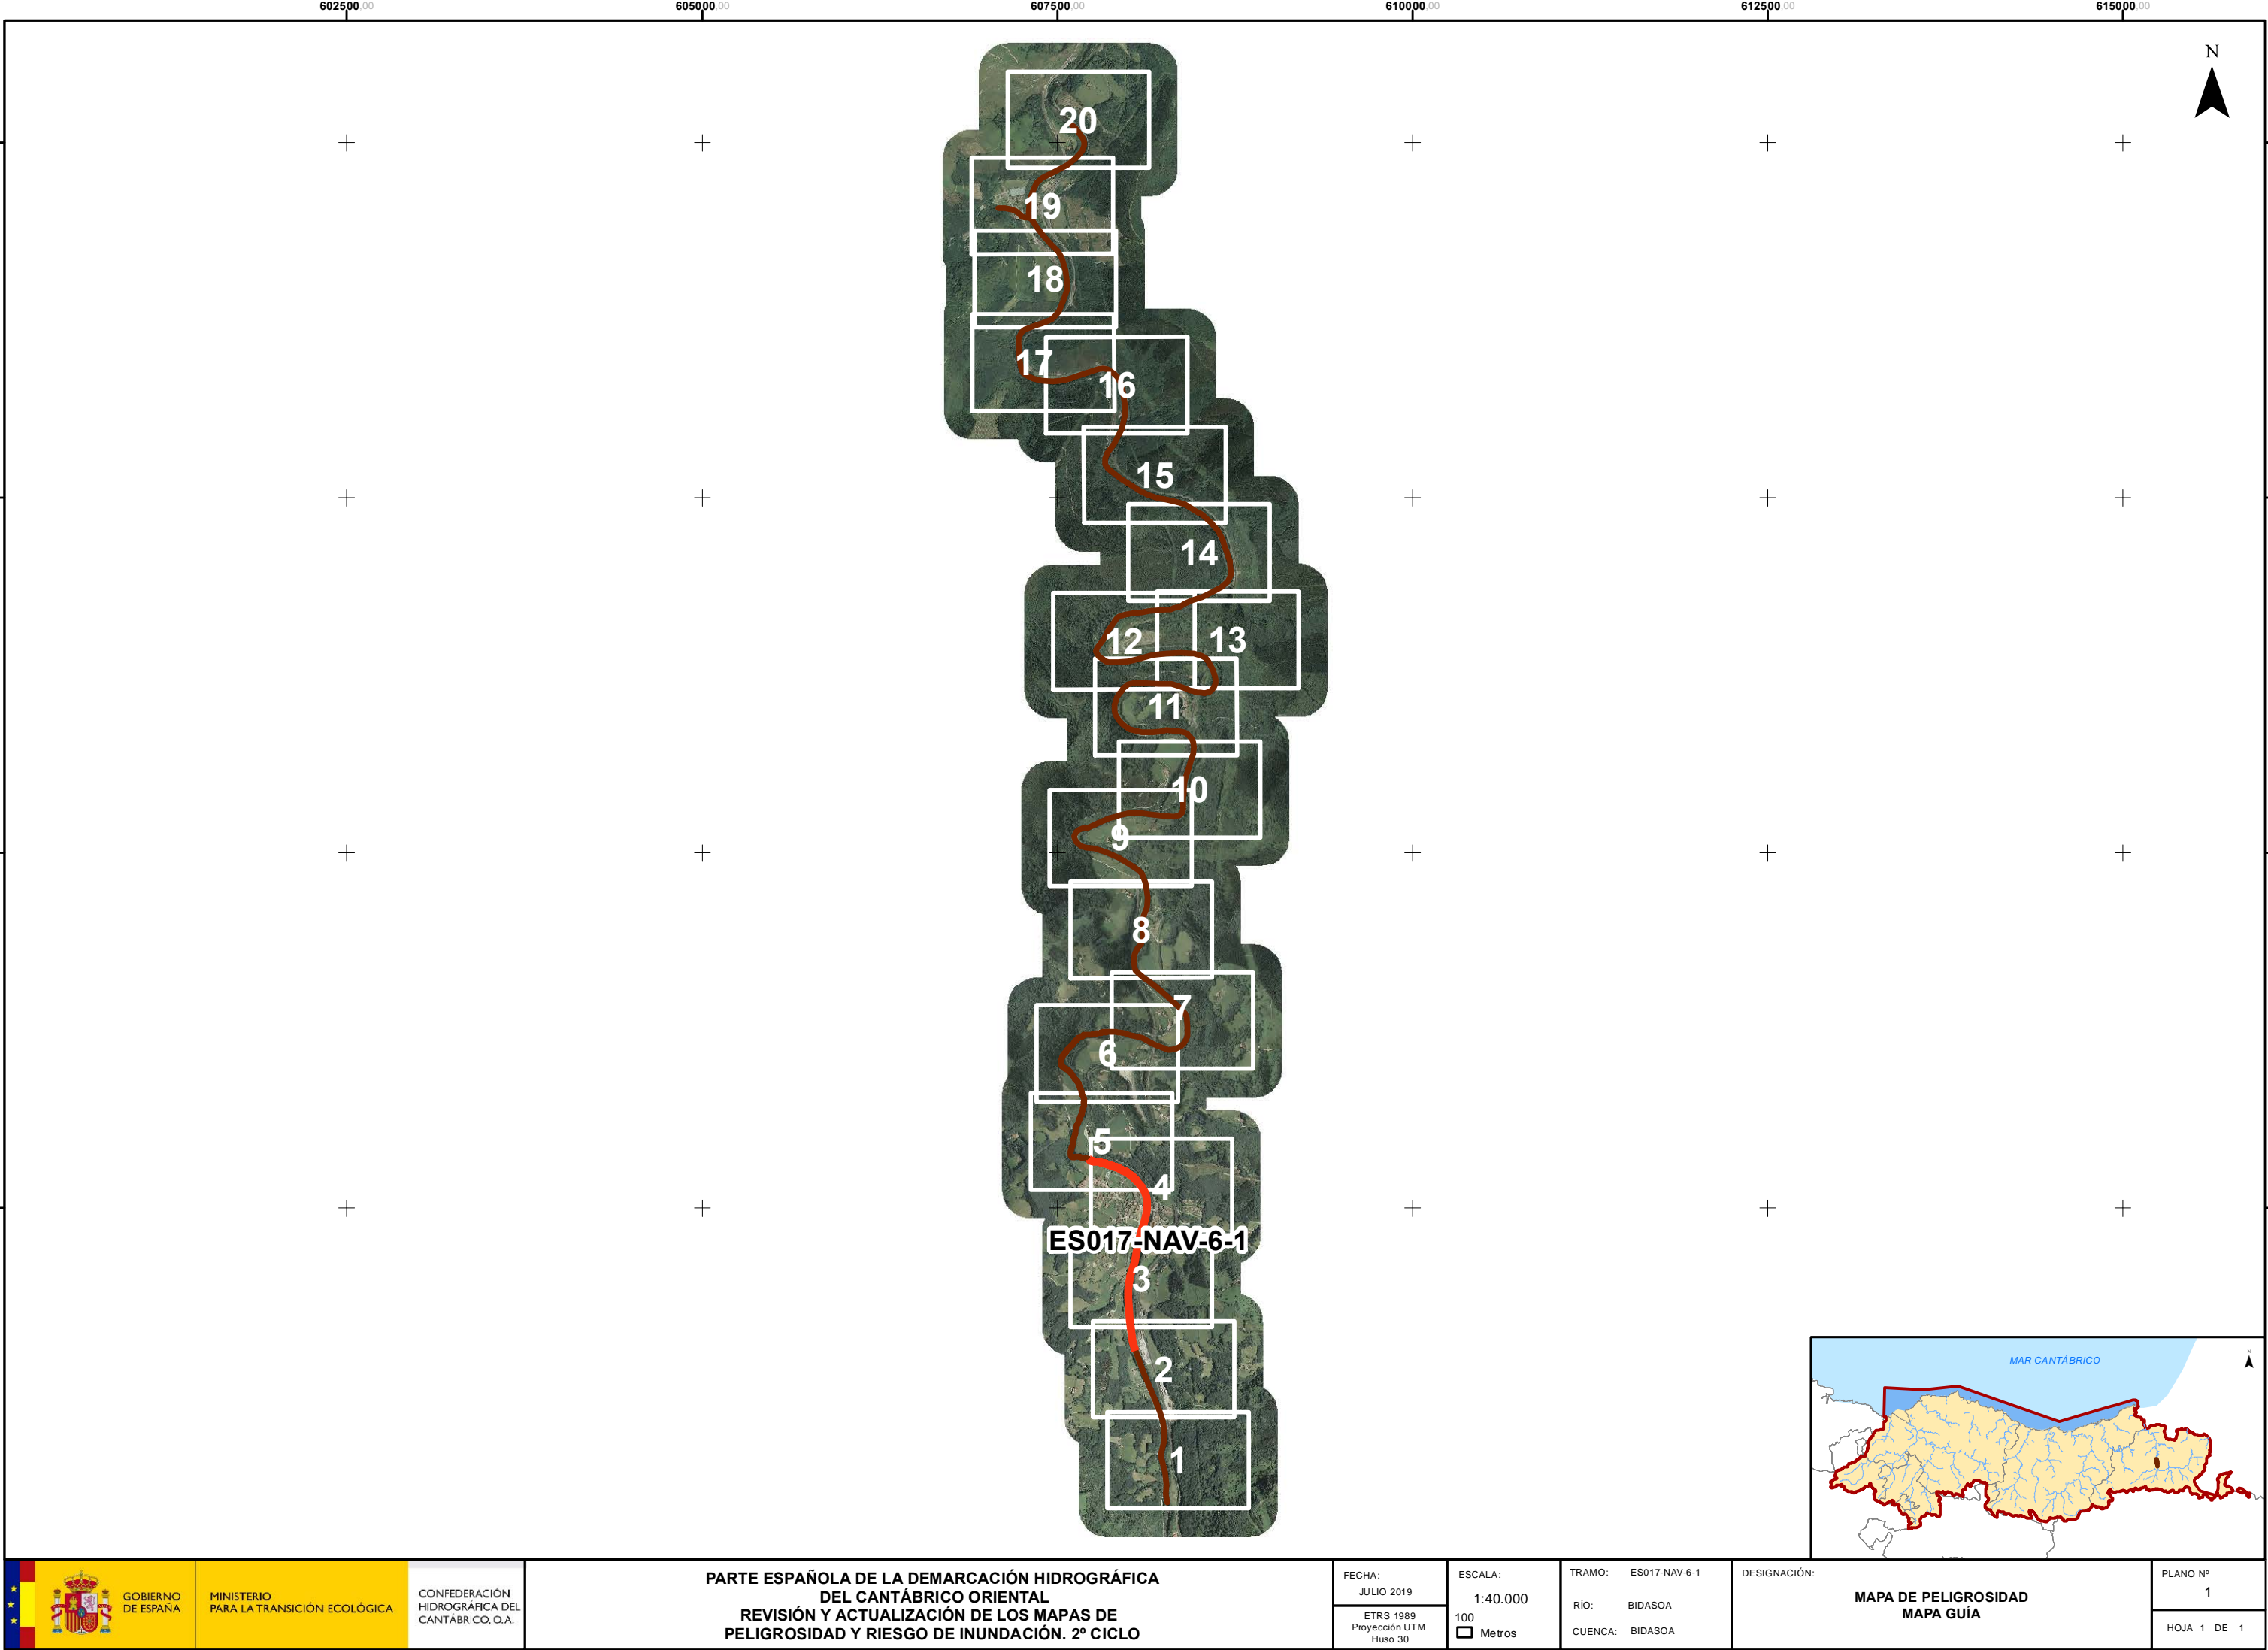 602500.00 605000.00 607500.00 610000.00 612500.00 615000.00
N
20
19
18
17
16
15
14
12
13
11
10
9
8
7
6
5
4
ES017-NAV-6-1
3
2
1
MAR CANTÁBRICO
N
GOBIERNO
DE ESPAÑA
MINISTERIO
PARA LA TRANSICIÓN ECOLÓGICA
CONFEDERACIÓN
HIDROGRÁFICA DEL
CANTÁBRICO, O.A.
PARTE ESPAÑOLA DE LA DEMARCACIÓN HIDROGRÁFICA
DEL CANTÁBRICO ORIENTAL
REVISIÓN Y ACTUALIZACIÓN DE LOS MAPAS DE
PELIGROSIDAD Y RIESGO DE INUNDACIÓN. 2º CICLO
FECHA:
JULIO 2019
ETRS 1989
Proyección UTM
Huso 30
ESCALA:
1:40.000
100
Metros
TRAMO: ES017-NAV-6-1
RÍO: BIDASOA
CUENCA: BIDASOA
DESIGNACIÓN:
MAPA DE PELIGROSIDAD
MAPA GUÍA
PLANO Nº
1
HOJA 1 DE 1